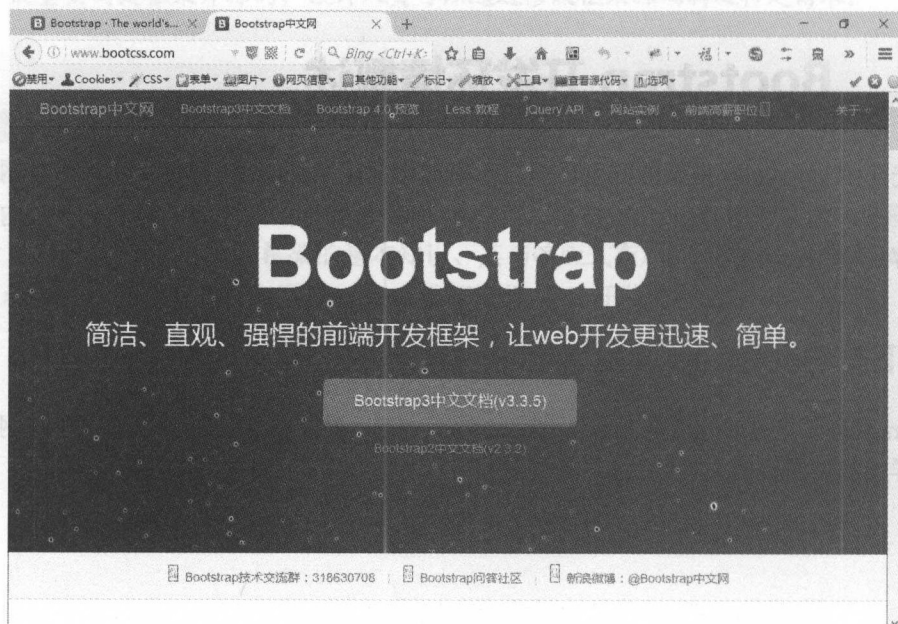 Bootstrap · The world's...
Bootstrap中文网
www.bootcss.com
Bing <Ctrl+K>
禁用 Cookies CSS 表单 图片 网页信息 其他功能 标记 缩放 工具 查看源代码 选项
Bootstrap中文网 Bootstrap3中文文档 Bootstrap 4.0 预览 Less 教程 jQuery API 网站实例 前端高薪职位 关于
Bootstrap
简洁、直观、强悍的前端开发框架，让web开发更迅速、简单。
Bootstrap3中文文档(v3.3.5)
Bootstrap2中文文档(v2.3.2)
Bootstrap技术交流群：318630708 Bootstrap问答社区 新浪微博：@Bootstrap中文网